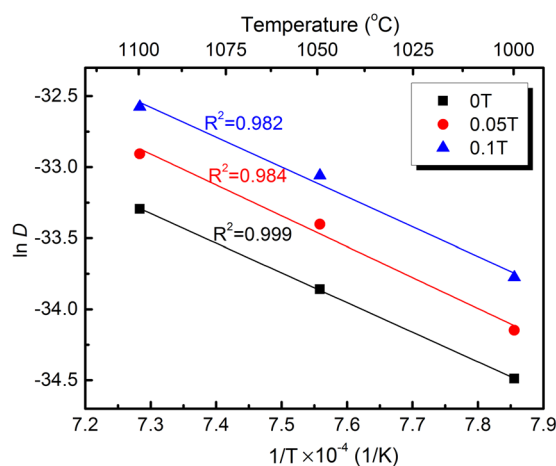 Temperature (°C)
1100 1075 1050 1025 1000
-32.5
-33.0
-33.5
-34.0
-34.5
ln D
R²=0.982
R²=0.984
R²=0.999
0T
0.05T
0.1T
7.2 7.3 7.4 7.5 7.6 7.7 7.8 7.9
1/T ×10⁻⁴ (1/K)